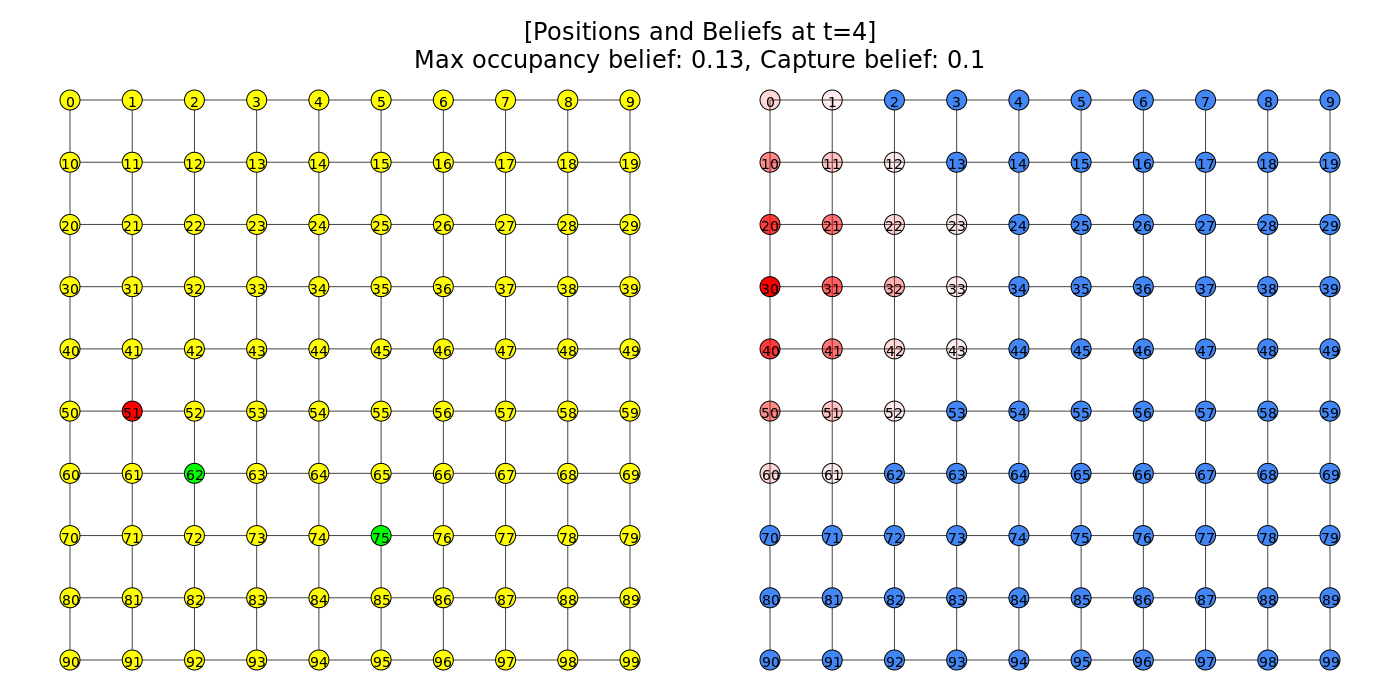 [Positions and Beliefs at t=4]
Max occupancy belief: 0.13, Capture belief: 0.1
0 1 2 3 4 5 6 7 8 9 0 1 2 3 4 5 6 7 8 9
10 11 12 13 14 15 16 17 18 19 10 11 12 13 14 15 16 17 18 19
20 21 22 23 24 25 26 27 28 29 20 21 22 23 24 25 26 27 28 29
30 31 32 33 34 35 36 37 38 39 30 31 32 33 34 35 36 37 38 39
40 41 42 43 44 45 46 47 48 49 40 41 42 43 44 45 46 47 48 49
50 51 52 53 54 55 56 57 58 59 50 51 52 53 54 55 56 57 58 59
60 61 62 63 64 65 66 67 68 69 60 61 62 63 64 65 66 67 68 69
70 71 72 73 74 75 76 77 78 79 70 71 72 73 74 75 76 77 78 79
80 81 82 83 84 85 86 87 88 89 80 81 82 83 84 85 86 87 88 89
90 91 92 93 94 95 96 97 98 99 90 91 92 93 94 95 96 97 98 99